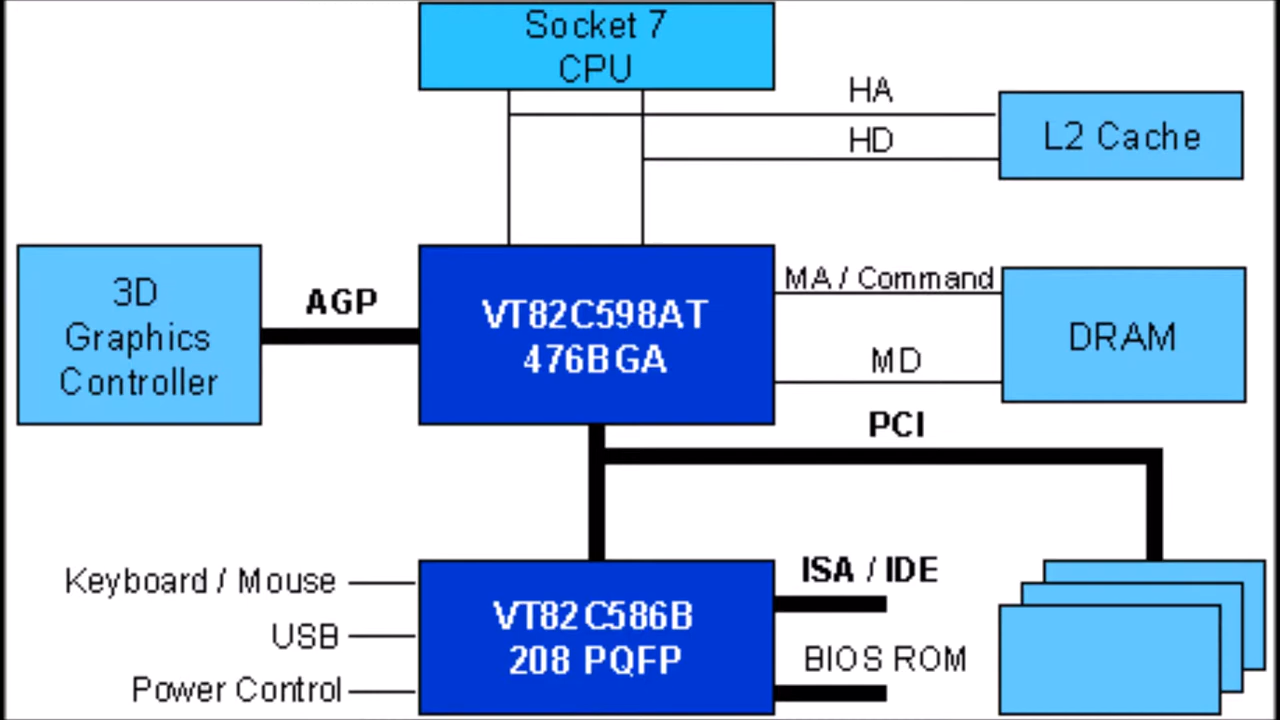 Socket 7
CPU
HA
HD
L2 Cache
3D
Graphics
Controller
AGP
VT82C598AT
476BGA
MA / Command
MD
DRAM
PCI
Keyboard / Mouse
USB
Power Control
VT82C586B
208 PQFP
ISA / IDE
BIOS ROM